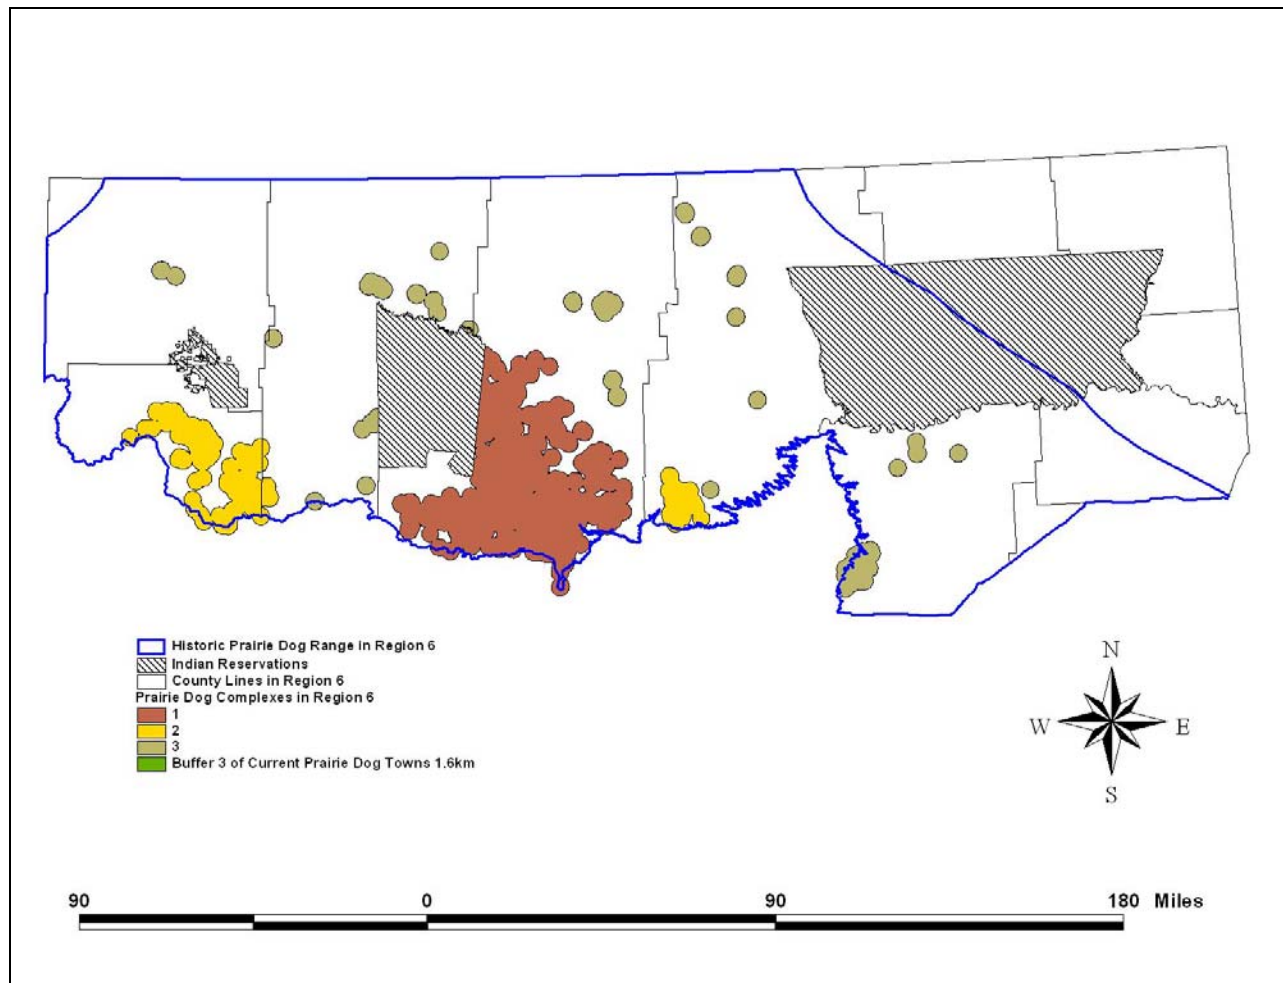 Historic Prairie Dog Range in Region 6
Indian Reservations
County Lines in Region 6
Prairie Dog Complexes in Region 6
1
2
3
Buffer 3 of Current Prairie Dog Towns 1.6km
N
W E
S
90 0 90 180 Miles